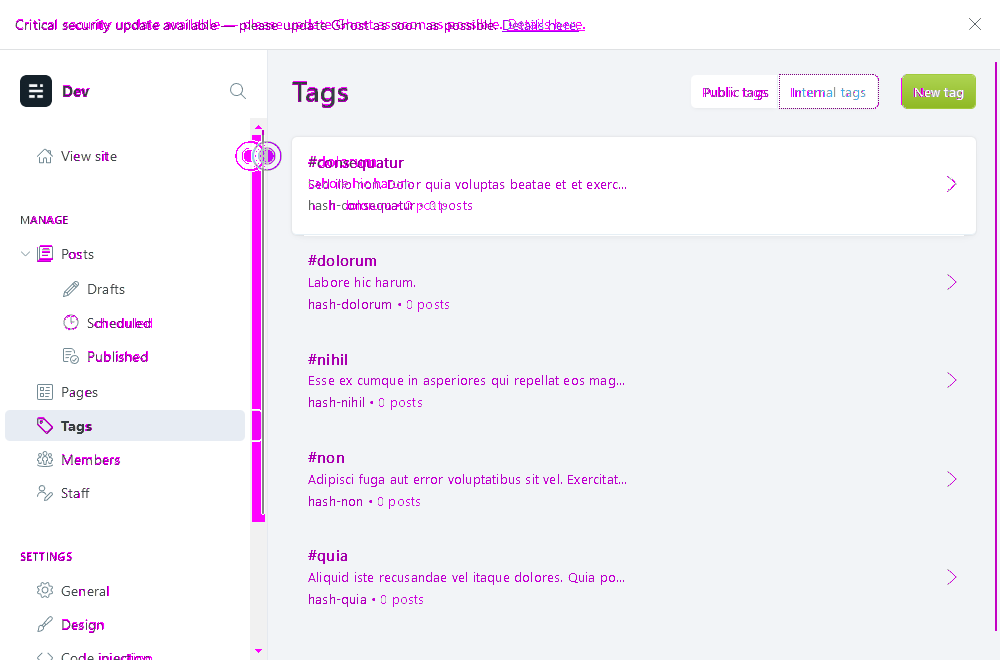 Critical security update available — please update Ghost as soon as possible. Details here.
Dev
View site
MANAGE
Posts
Drafts
Scheduled
Published
Pages
Tags
Members
Staff
SETTINGS
General
Design
Code injection
Tags
Public tags
Internal tags
New tag
#consequatur
Sed illo non. Dolor quia voluptas beatae et et exerc...
hash-consequatur • 0 posts
#dolorum
Labore hic harum.
hash-dolorum • 0 posts
#nihil
Esse ex cumque in asperiores qui repellat eos mag...
hash-nihil • 0 posts
#non
Adipisci fuga aut error voluptatibus sit vel. Exercitat...
hash-non • 0 posts
#quia
Aliquid iste recusandae vel itaque dolores. Quia po...
hash-quia • 0 posts